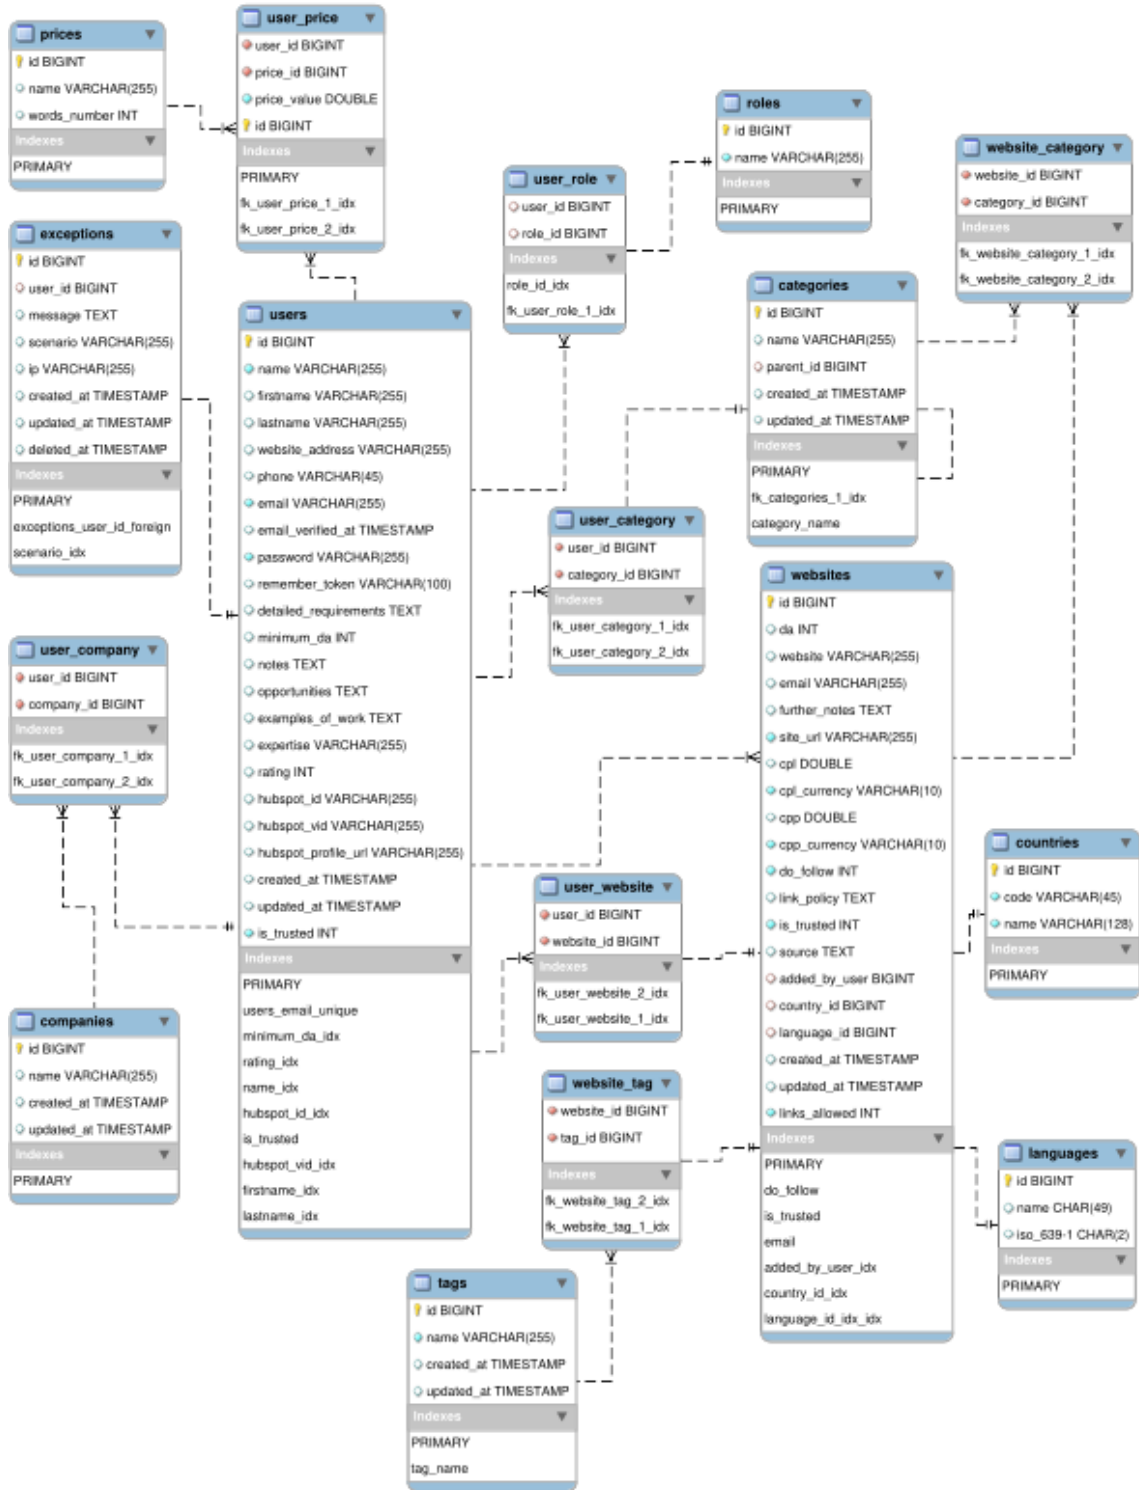 prices
id BIGINT
name VARCHAR(255)
words_number INT
Indexes
PRIMARY
user_price
user_id BIGINT
price_id BIGINT
price_value DOUBLE
id BIGINT
Indexes
PRIMARY
fk_user_price_1_idx
fk_user_price_2_idx
roles
id BIGINT
name VARCHAR(255)
Indexes
PRIMARY
website_category
website_id BIGINT
category_id BIGINT
Indexes
fk_website_category_1_idx
fk_website_category_2_idx
user_role
user_id BIGINT
role_id BIGINT
Indexes
role_id_idx
fk_user_role_1_idx
exceptions
id BIGINT
user_id BIGINT
message TEXT
scenario VARCHAR(255)
ip VARCHAR(255)
created_at TIMESTAMP
updated_at TIMESTAMP
deleted_at TIMESTAMP
Indexes
PRIMARY
exceptions_user_id_foreign
scenario_idx
users
id BIGINT
name VARCHAR(255)
firstname VARCHAR(255)
lastname VARCHAR(255)
website_address VARCHAR(255)
phone VARCHAR(45)
email VARCHAR(255)
email_verified_at TIMESTAMP
password VARCHAR(255)
remember_token VARCHAR(100)
detailed_requirements TEXT
minimum_da INT
notes TEXT
opportunities TEXT
examples_of_work TEXT
expertise VARCHAR(255)
rating INT
hubspot_id VARCHAR(255)
hubspot_vid VARCHAR(255)
hubspot_profile_url VARCHAR(255)
created_at TIMESTAMP
updated_at TIMESTAMP
is_trusted INT
Indexes
PRIMARY
users_email_unique
minimum_da_idx
rating_idx
name_idx
hubspot_id_idx
is_trusted
hubspot_vid_idx
firstname_idx
lastname_idx
categories
id BIGINT
name VARCHAR(255)
parent_id BIGINT
created_at TIMESTAMP
updated_at TIMESTAMP
Indexes
PRIMARY
fk_categories_1_idx
category_name
user_category
user_id BIGINT
category_id BIGINT
Indexes
fk_user_category_1_idx
fk_user_category_2_idx
websites
id BIGINT
da INT
website VARCHAR(255)
email VARCHAR(255)
further_notes TEXT
site_url VARCHAR(255)
cpl DOUBLE
cpl_currency VARCHAR(10)
cpp DOUBLE
cpp_currency VARCHAR(10)
do_follow INT
link_policy TEXT
is_trusted INT
source TEXT
added_by_user BIGINT
country_id BIGINT
language_id BIGINT
created_at TIMESTAMP
updated_at TIMESTAMP
links_allowed INT
Indexes
PRIMARY
do_follow
is_trusted
email
added_by_user_idx
country_id_idx
language_id_idx_idx
user_company
user_id BIGINT
company_id BIGINT
Indexes
fk_user_company_1_idx
fk_user_company_2_idx
countries
id BIGINT
code VARCHAR(45)
name VARCHAR(128)
Indexes
PRIMARY
user_website
user_id BIGINT
website_id BIGINT
Indexes
fk_user_website_2_idx
fk_user_website_1_idx
companies
id BIGINT
name VARCHAR(255)
created_at TIMESTAMP
updated_at TIMESTAMP
Indexes
PRIMARY
website_tag
website_id BIGINT
tag_id BIGINT
Indexes
fk_website_tag_2_idx
fk_website_tag_1_idx
languages
id BIGINT
name CHAR(49)
iso_639-1 CHAR(2)
Indexes
PRIMARY
tags
id BIGINT
name VARCHAR(255)
created_at TIMESTAMP
updated_at TIMESTAMP
Indexes
PRIMARY
tag_name